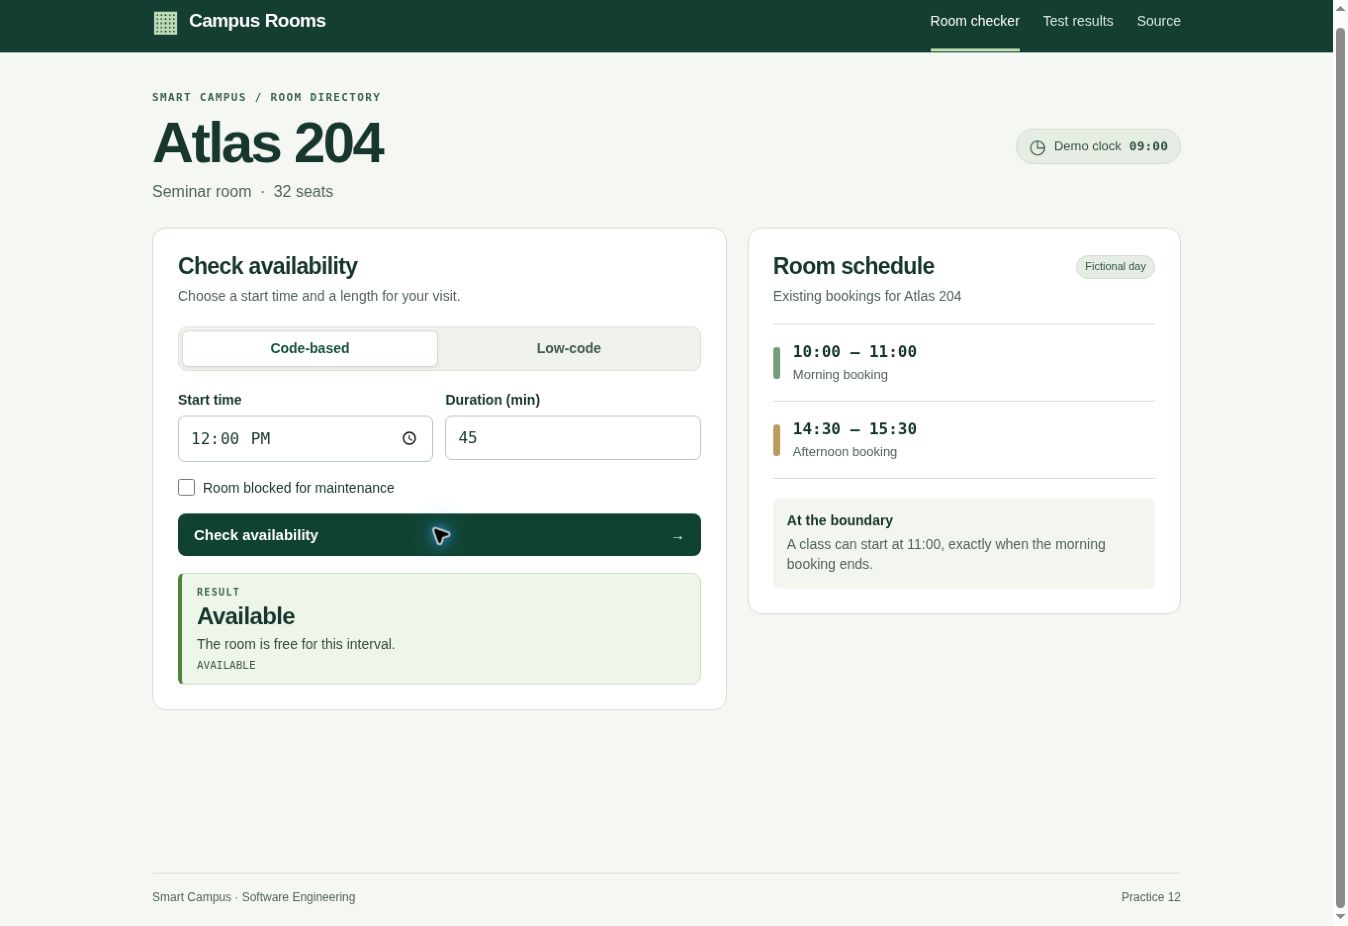 Campus Rooms
Room checker
Test results
Source
SMART CAMPUS / ROOM DIRECTORY
Atlas 204
Seminar room · 32 seats
Demo clock 09:00
Check availability
Choose a start time and a length for your visit.
Code-based
Low-code
Start time
Duration (min)
12:00 PM
45
Room blocked for maintenance
Check availability →
RESULT
Available
The room is free for this interval.
AVAILABLE
Room schedule
Fictional day
Existing bookings for Atlas 204
10:00 – 11:00
Morning booking
14:30 – 15:30
Afternoon booking
At the boundary
A class can start at 11:00, exactly when the morning
booking ends.
Smart Campus · Software Engineering
Practice 12